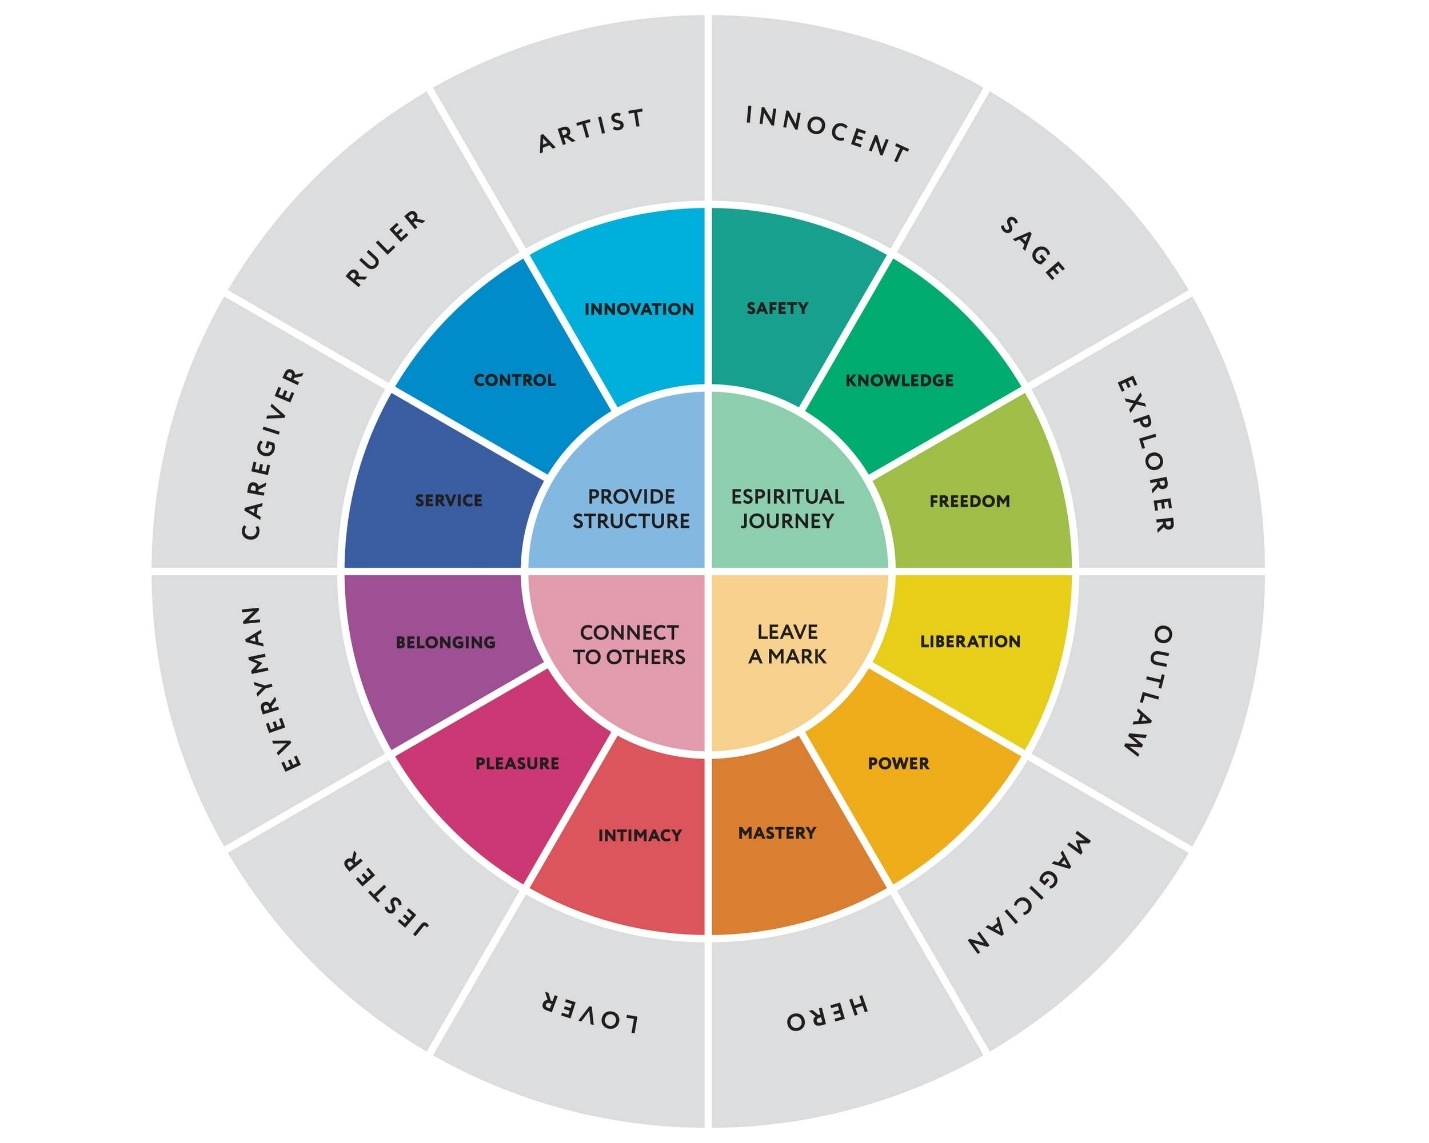 ARTIST
INNOCENT
SAGE
EXPLORER
OUTLAW
MAGICIAN
HERO
LOVER
JESTER
EVERYMAN
CAREGIVER
RULER
INNOVATION
SAFETY
KNOWLEDGE
FREEDOM
LIBERATION
POWER
MASTERY
INTIMACY
PLEASURE
BELONGING
SERVICE
CONTROL
PROVIDE
STRUCTURE
ESPIRITUAL
JOURNEY
LEAVE
A MARK
CONNECT
TO OTHERS